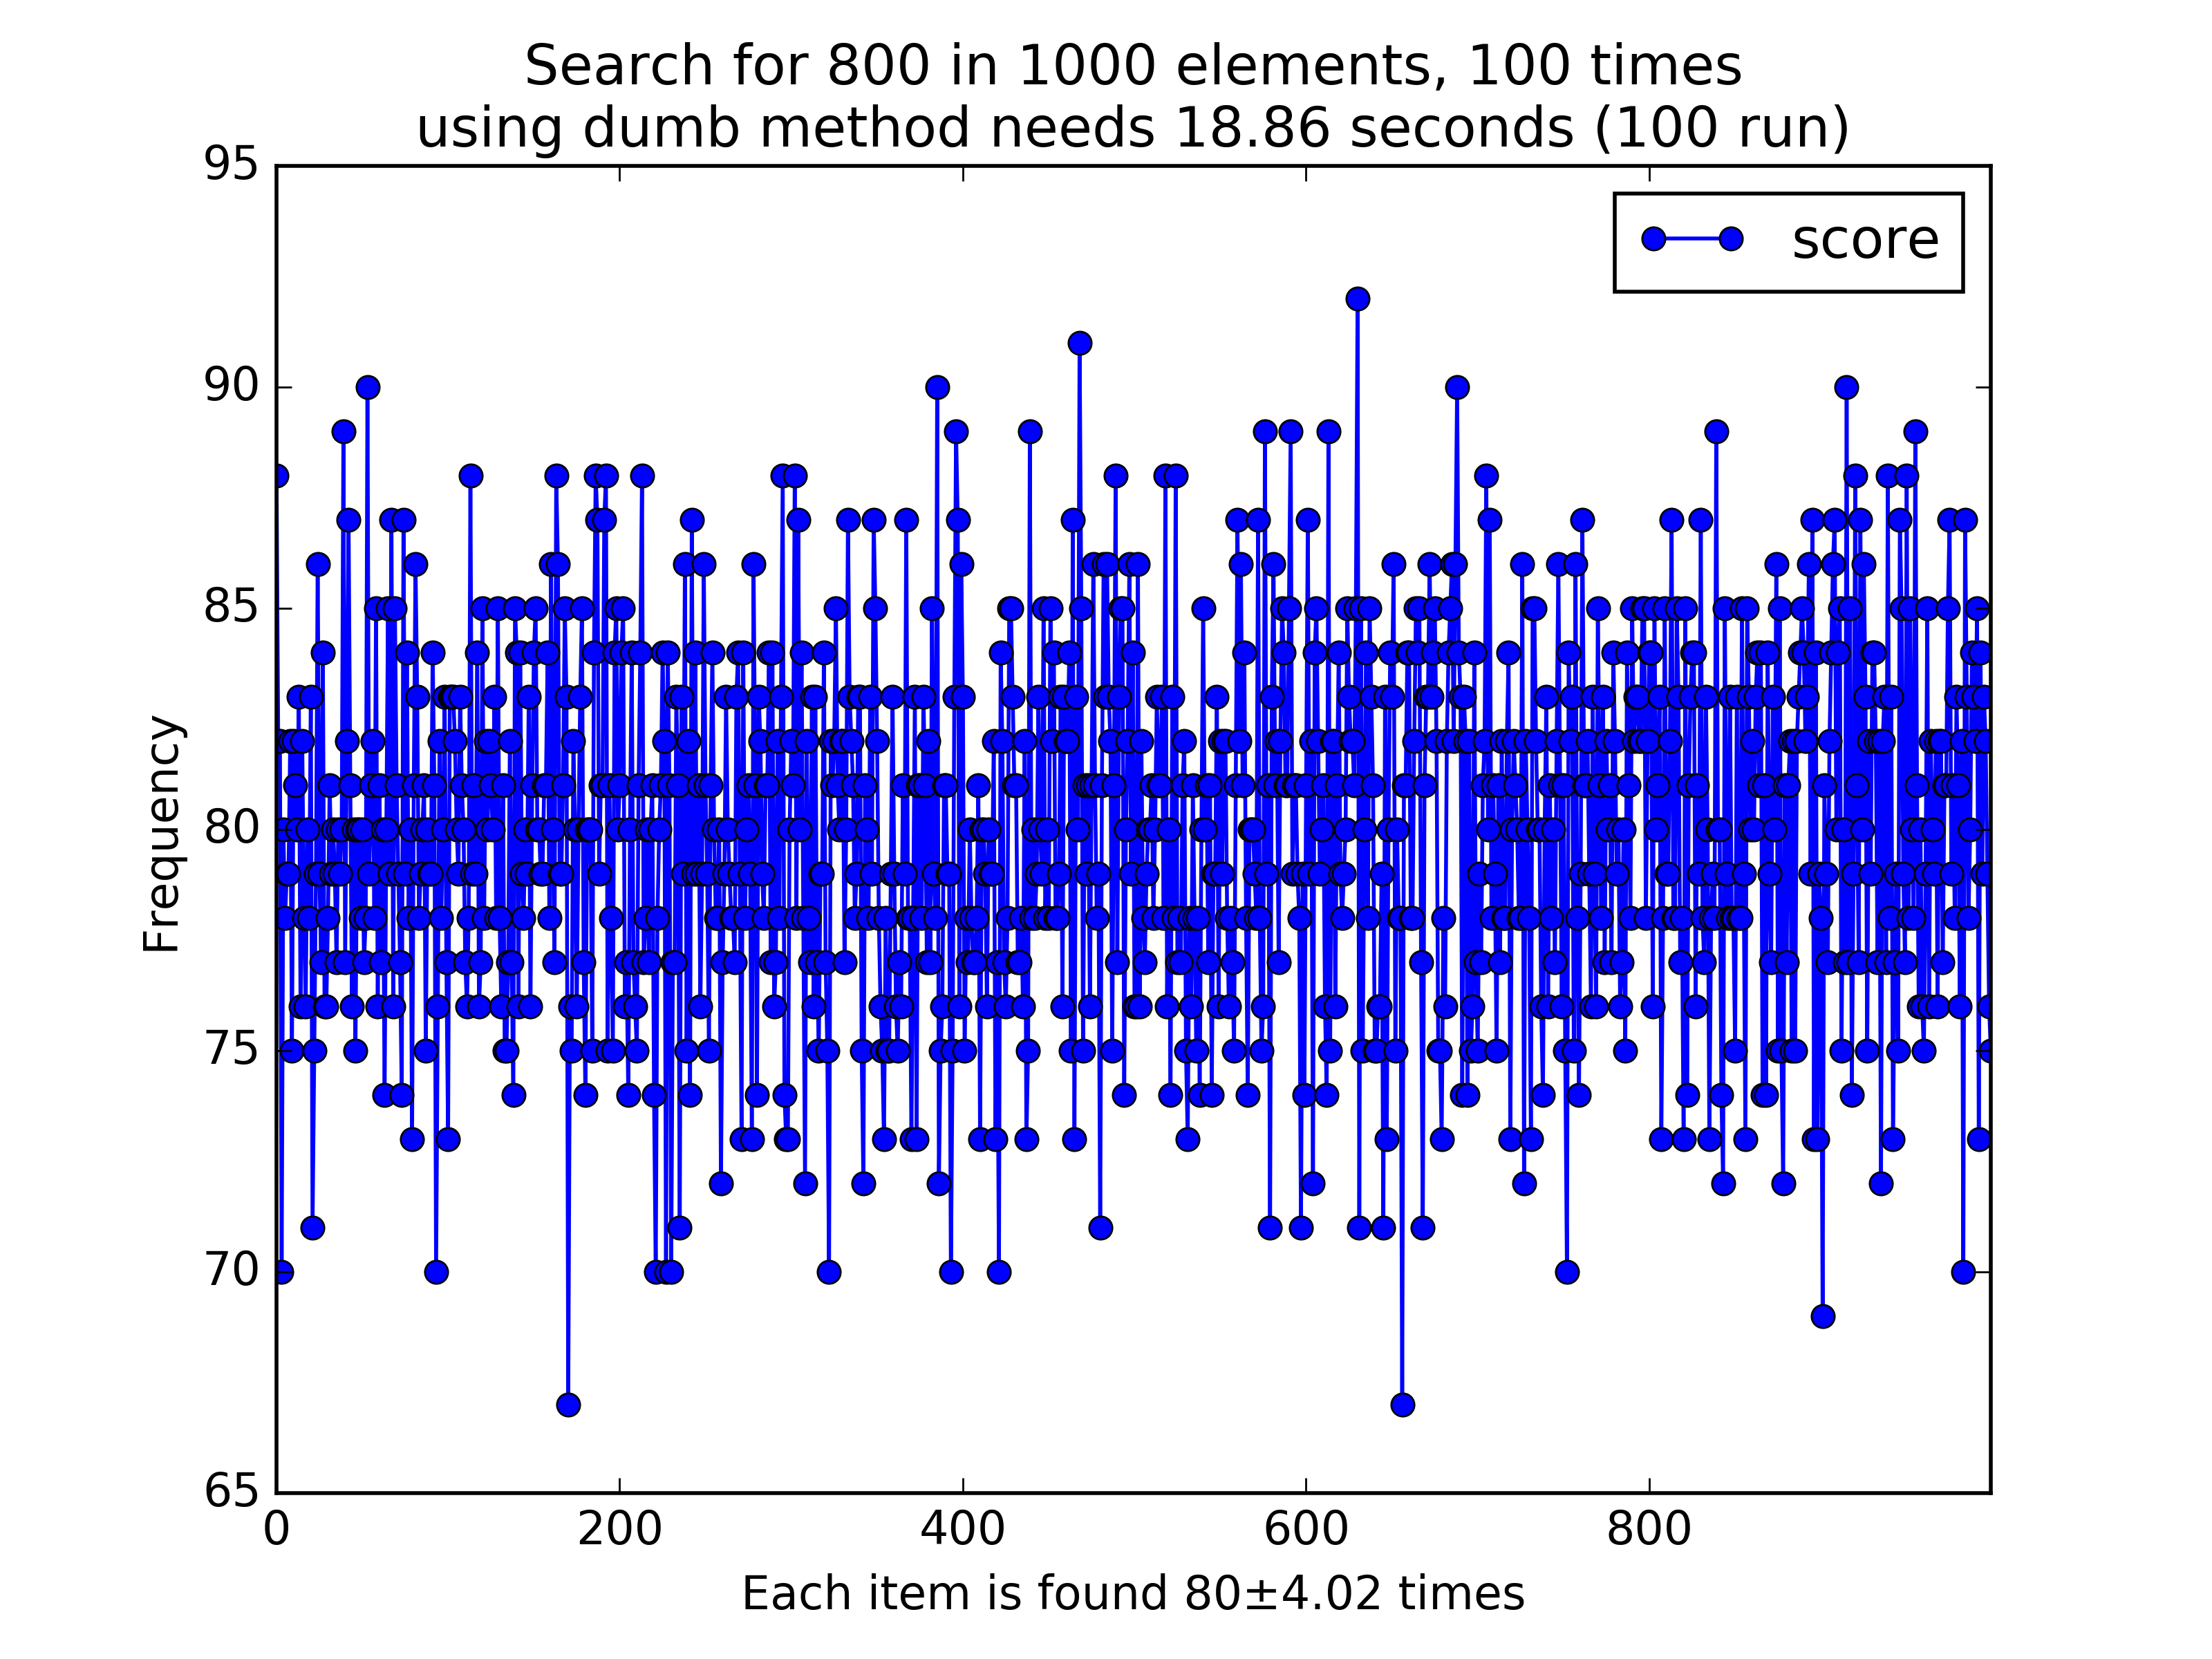 Search for 800 in 1000 elements, 100 times
using dumb method needs 18.86 seconds (100 run)
score
Frequency
95
90
85
80
75
70
65
0 200 400 600 800
Each item is found 80±4.02 times